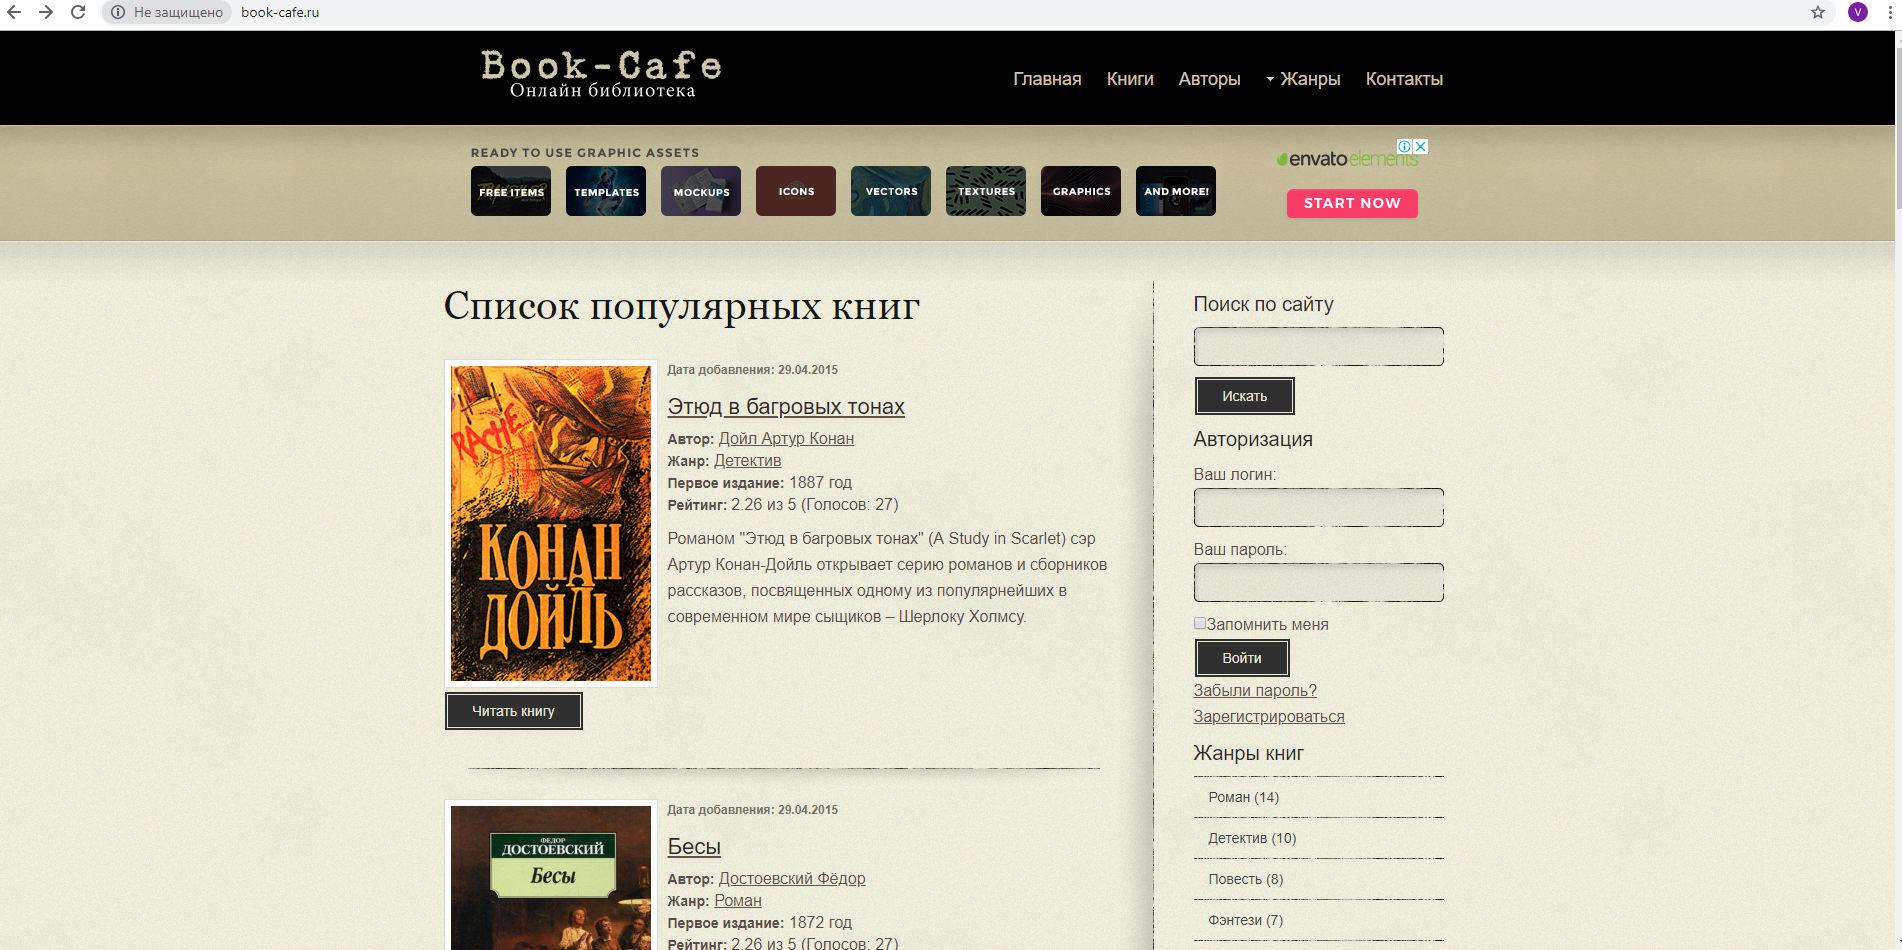 Не защищено book-cafe.ru
V
Book-Cafe
Онлайн библиотека
Главная Книги Авторы Жанры Контакты
READY TO USE GRAPHIC ASSETS
FREE ITEMS TEMPLATES MOCKUPS ICONS VECTORS TEXTURES GRAPHICS AND MORE!
envatoelements
START NOW
Список популярных книг
RACHE
КОНАН
ДОЙЛЬ
Дата добавления: 29.04.2015
Этюд в багровых тонах
Автор: Дойл Артур Конан
Жанр: Детектив
Первое издание: 1887 год
Рейтинг: 2.26 из 5 (Голосов: 27)
Романом "Этюд в багровых тонах" (A Study in Scarlet) сэр
Артур Конан-Дойль открывает серию романов и сборников
рассказов, посвященных одному из популярнейших в
современном мире сыщиков – Шерлоку Холмсу.
Читать книгу
ФЕДОР
ДОСТОЕВСКИЙ
Бесы
Дата добавления: 29.04.2015
Бесы
Автор: Достоевский Фёдор
Жанр: Роман
Первое издание: 1872 год
Рейтинг: 2.26 из 5 (Голосов: 27)
Поиск по сайту
Искать
Авторизация
Ваш логин:
Ваш пароль:
Запомнить меня
Войти
Забыли пароль?
Зарегистрироваться
Жанры книг
Роман (14)
Детектив (10)
Повесть (8)
Фэнтези (7)